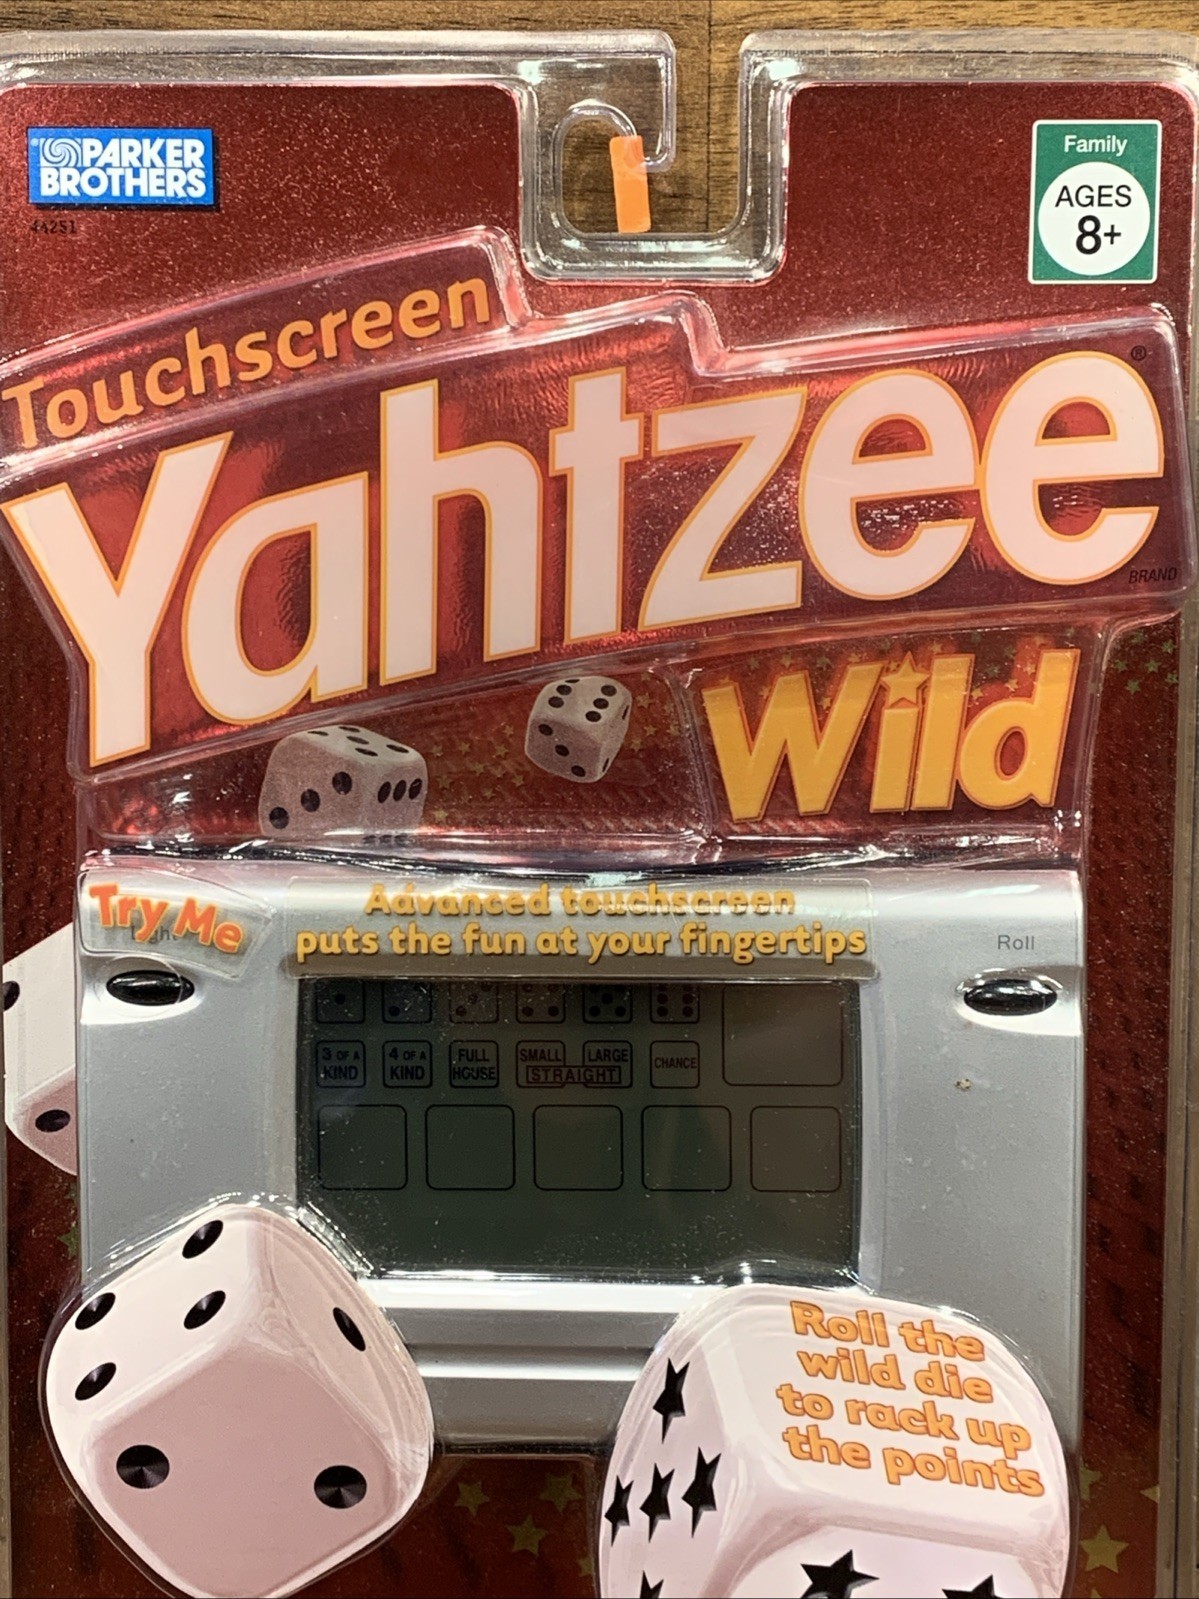 PARKER
BROTHERS
44251
Family
AGES
8+
Touchscreen
Yahtzee®
BRAND
Wild
Try Me
Light
Advanced touchscreen
puts the fun at your fingertips
Roll
3 OF A KIND
4 OF A KIND
FULL HOUSE
SMALL LARGE
STRAIGHT
CHANCE
Roll the
wild die
to rack up
the points